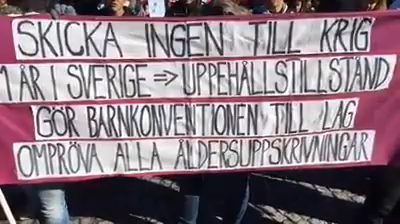 SKICKA INGEN TILL KRIG
1 ÅR I SVERIGE => UPPEHÅLLSTILLSTÅND
GÖR BARNKONVENTIONEN TILL LAG
OMPRÖVA ALLA ÅLDERSUPPSKRIVNINGAR